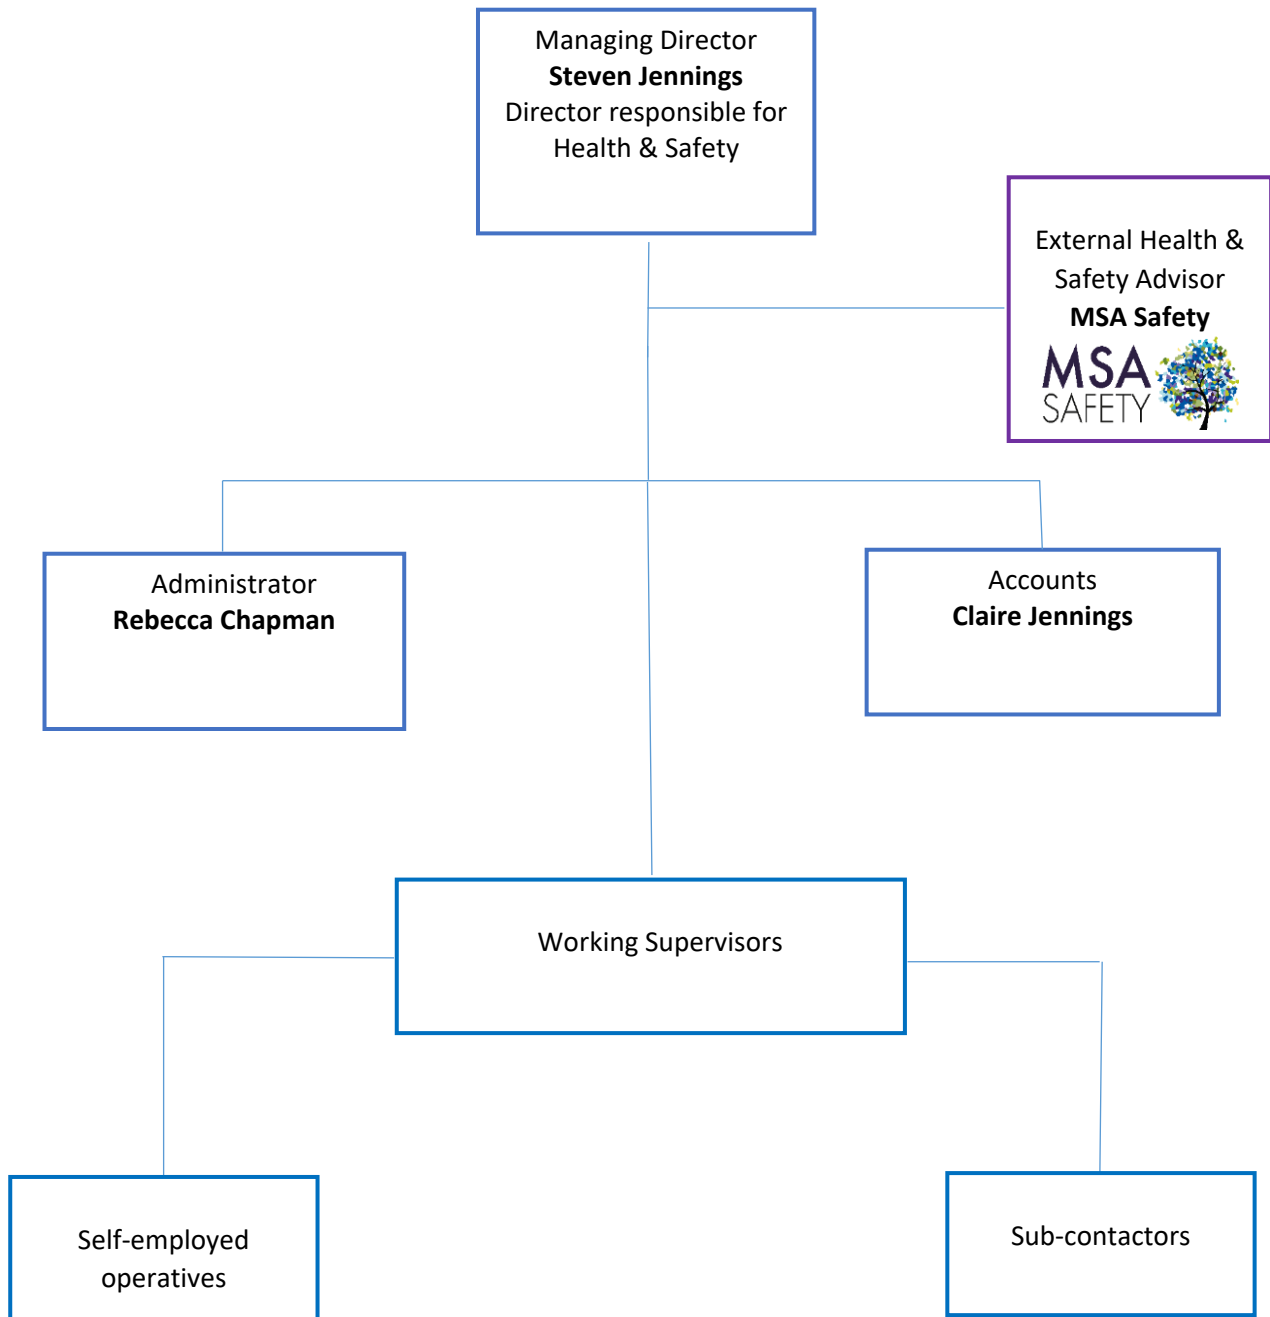 Managing Director
Steven Jennings
Director responsible for
Health & Safety
External Health &
Safety Advisor
MSA Safety
MSA
SAFETY
Administrator
Rebecca Chapman
Accounts
Claire Jennings
Working Supervisors
Self-employed
operatives
Sub-contactors